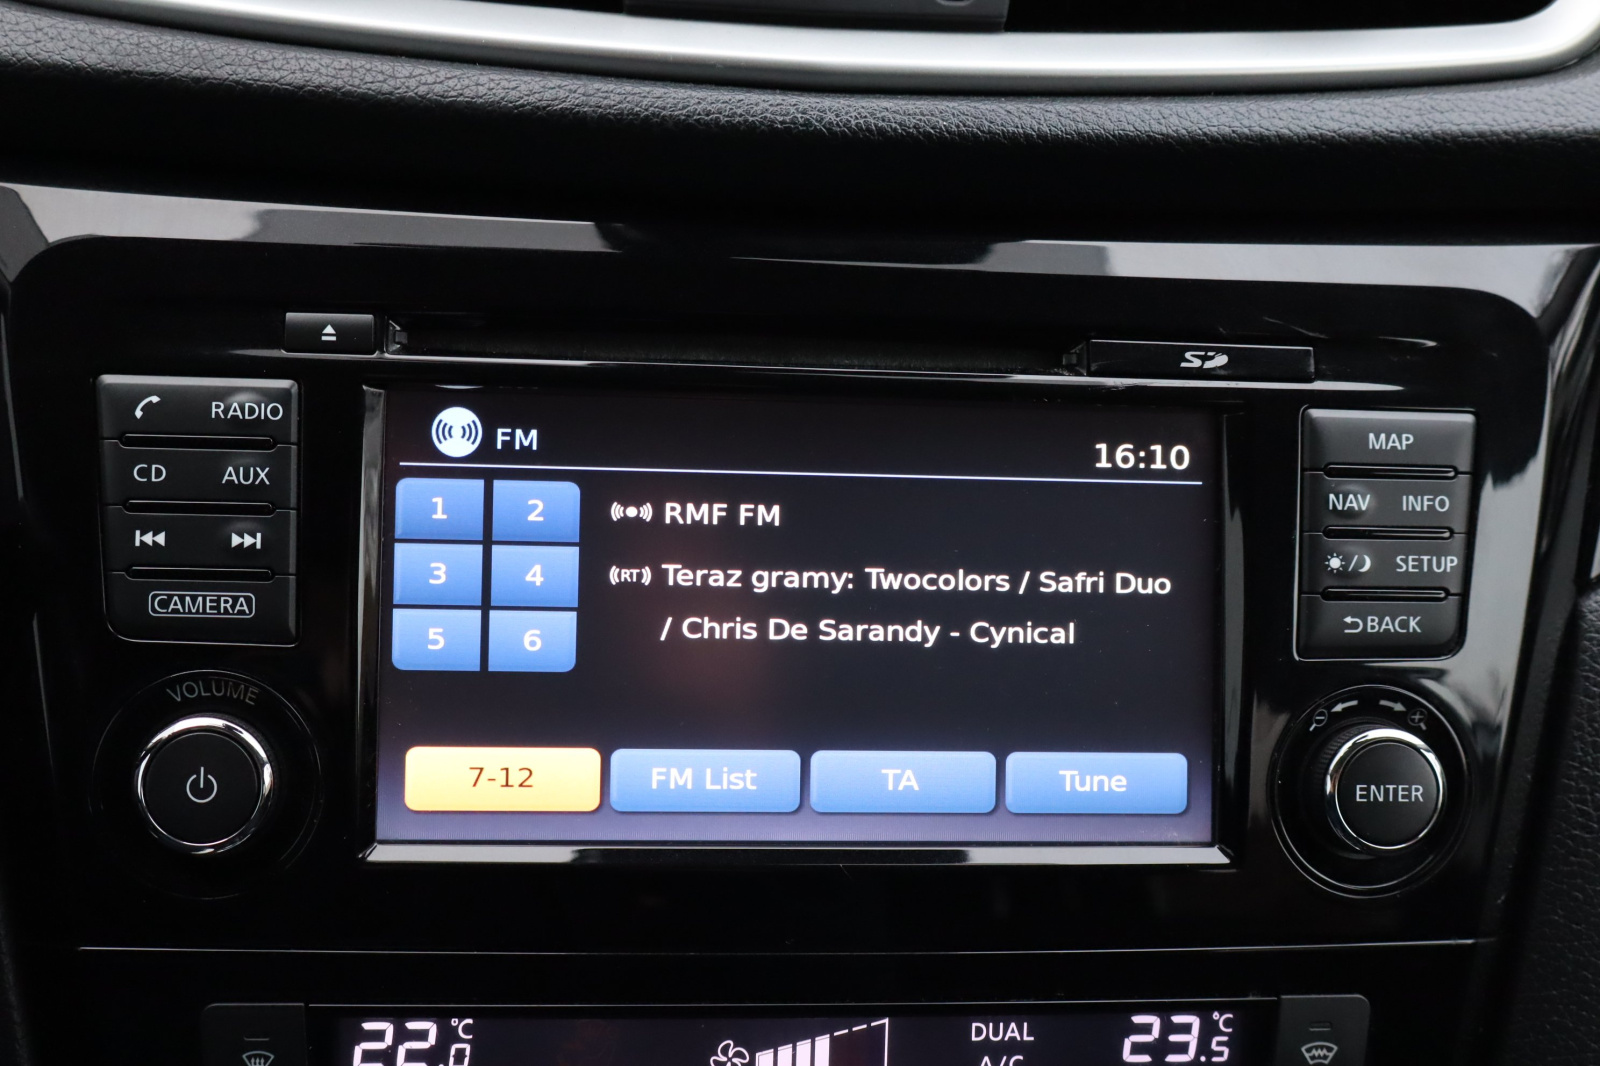 SD
RADIO
CD AUX
CAMERA
VOLUME
FM
16:10
1 2
3 4
5 6
RMF FM
((RT)) Teraz gramy: Twocolors / Safri Duo
/ Chris De Sarandy - Cynical
7-12 FM List TA Tune
MAP
NAV INFO
SETUP
BACK
ENTER
22.0 °C
DUAL
A/C
23.5 °C